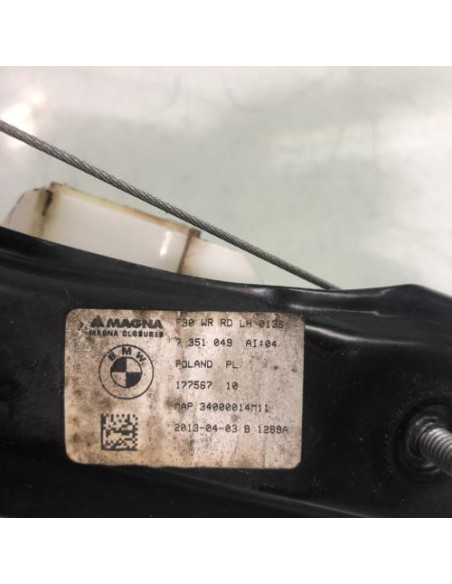 MAGNA
MAGNA CLOSURES
BMW
F30 WR RD LH 0136
7 351 049 AI:04
POLAND PL
177567 10
MAP 34000014M11
2013-04-03 B 1289A